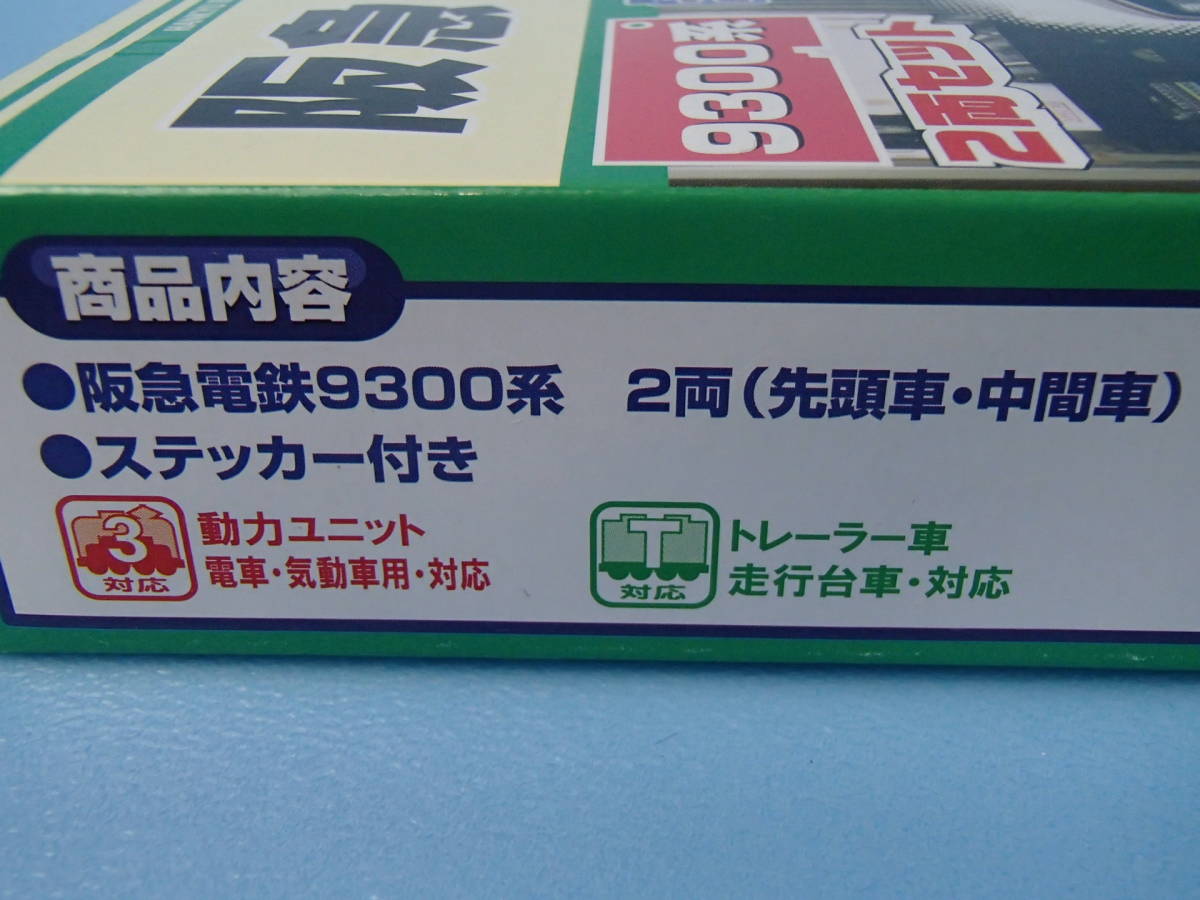 阪急
9300系
2両セット
商品内容
●阪急電鉄9300系　2両（先頭車・中間車）
●ステッカー付き
3
対応
動力ユニット
電車・気動車用・対応
T
対応
トレーラー車
走行台車・対応